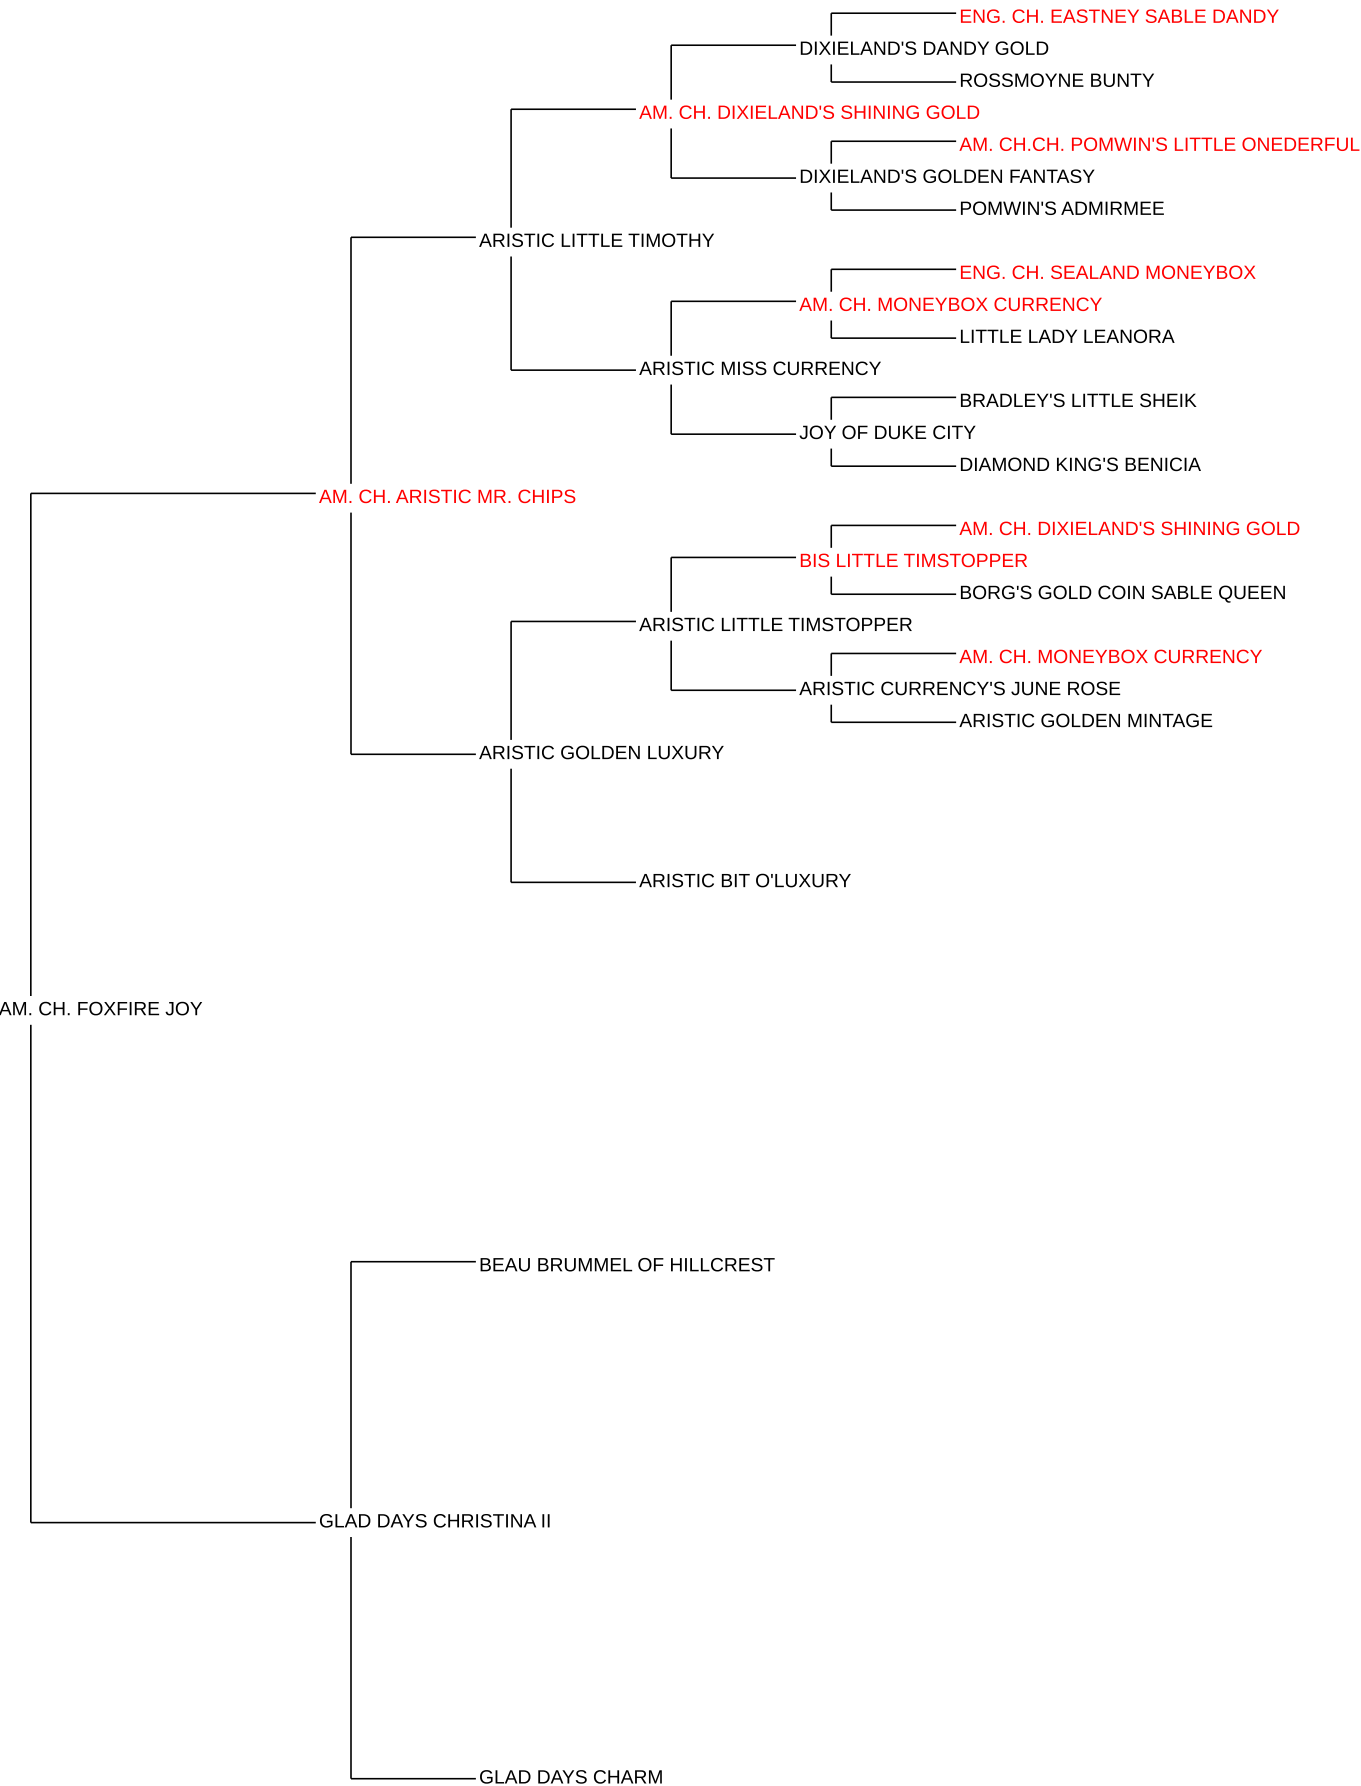 ENG. CH. EASTNEY SABLE DANDY
DIXIELAND'S DANDY GOLD
ROSSMOYNE BUNTY
AM. CH. DIXIELAND'S SHINING GOLD
AM. CH.CH. POMWIN'S LITTLE ONEDERFUL
DIXIELAND'S GOLDEN FANTASY
POMWIN'S ADMIRMEE
ARISTIC LITTLE TIMOTHY
ENG. CH. SEALAND MONEYBOX
AM. CH. MONEYBOX CURRENCY
LITTLE LADY LEANORA
ARISTIC MISS CURRENCY
BRADLEY'S LITTLE SHEIK
JOY OF DUKE CITY
DIAMOND KING'S BENICIA
AM. CH. ARISTIC MR. CHIPS
AM. CH. DIXIELAND'S SHINING GOLD
BIS LITTLE TIMSTOPPER
BORG'S GOLD COIN SABLE QUEEN
ARISTIC LITTLE TIMSTOPPER
AM. CH. MONEYBOX CURRENCY
ARISTIC CURRENCY'S JUNE ROSE
ARISTIC GOLDEN MINTAGE
ARISTIC GOLDEN LUXURY
ARISTIC BIT O'LUXURY
AM. CH. FOXFIRE JOY
BEAU BRUMMEL OF HILLCREST
GLAD DAYS CHRISTINA II
GLAD DAYS CHARM